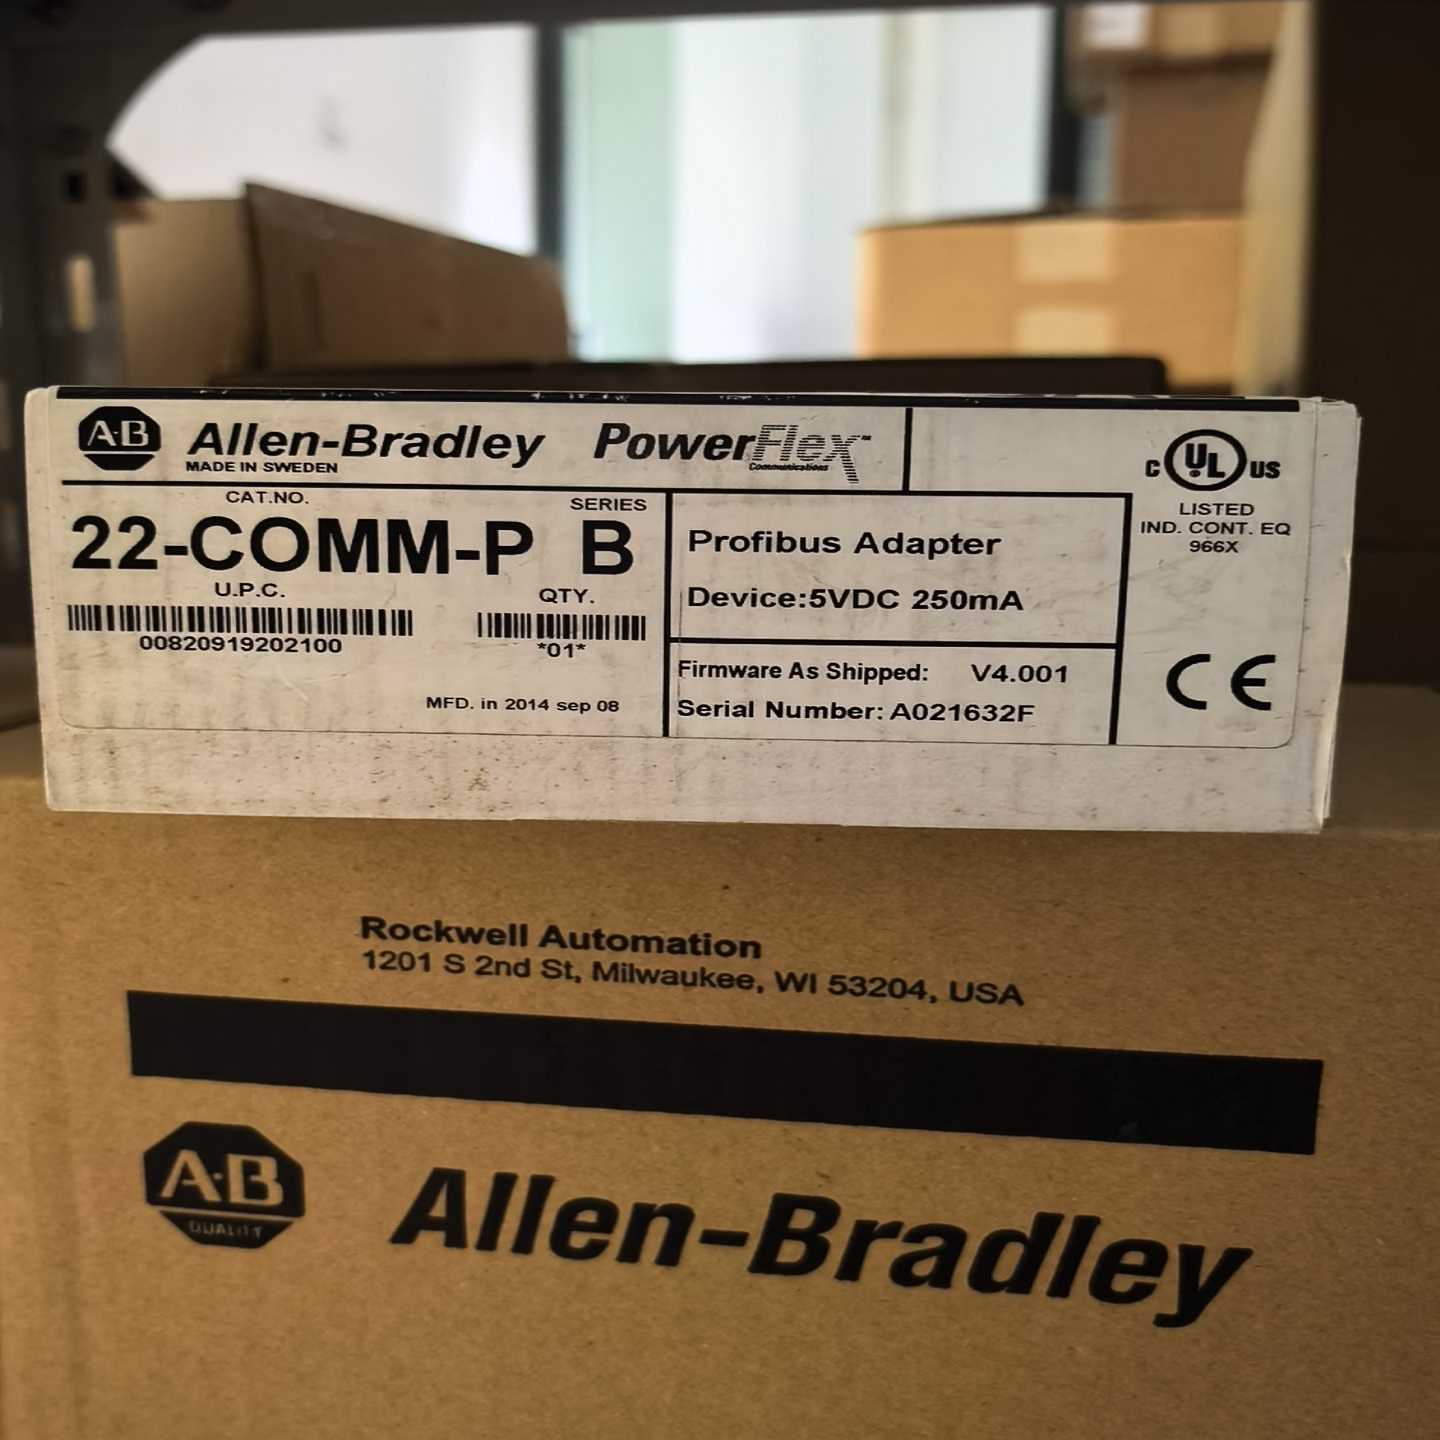 A-B Allen-Bradley PowerFlex™
MADE IN SWEDEN Communications
CAT.NO. SERIES
22-COMM-P B
U.P.C. QTY.
00820919202100 *01*
MFD. in 2014 sep 08
Profibus Adapter
Device:5VDC 250mA
Firmware As Shipped: V4.001
Serial Number: A021632F
C UL US
LISTED
IND. CONT. EQ
966X
CE
Rockwell Automation
1201 S 2nd St, Milwaukee, WI 53204, USA
A-B
QUALITY
Allen-Bradley